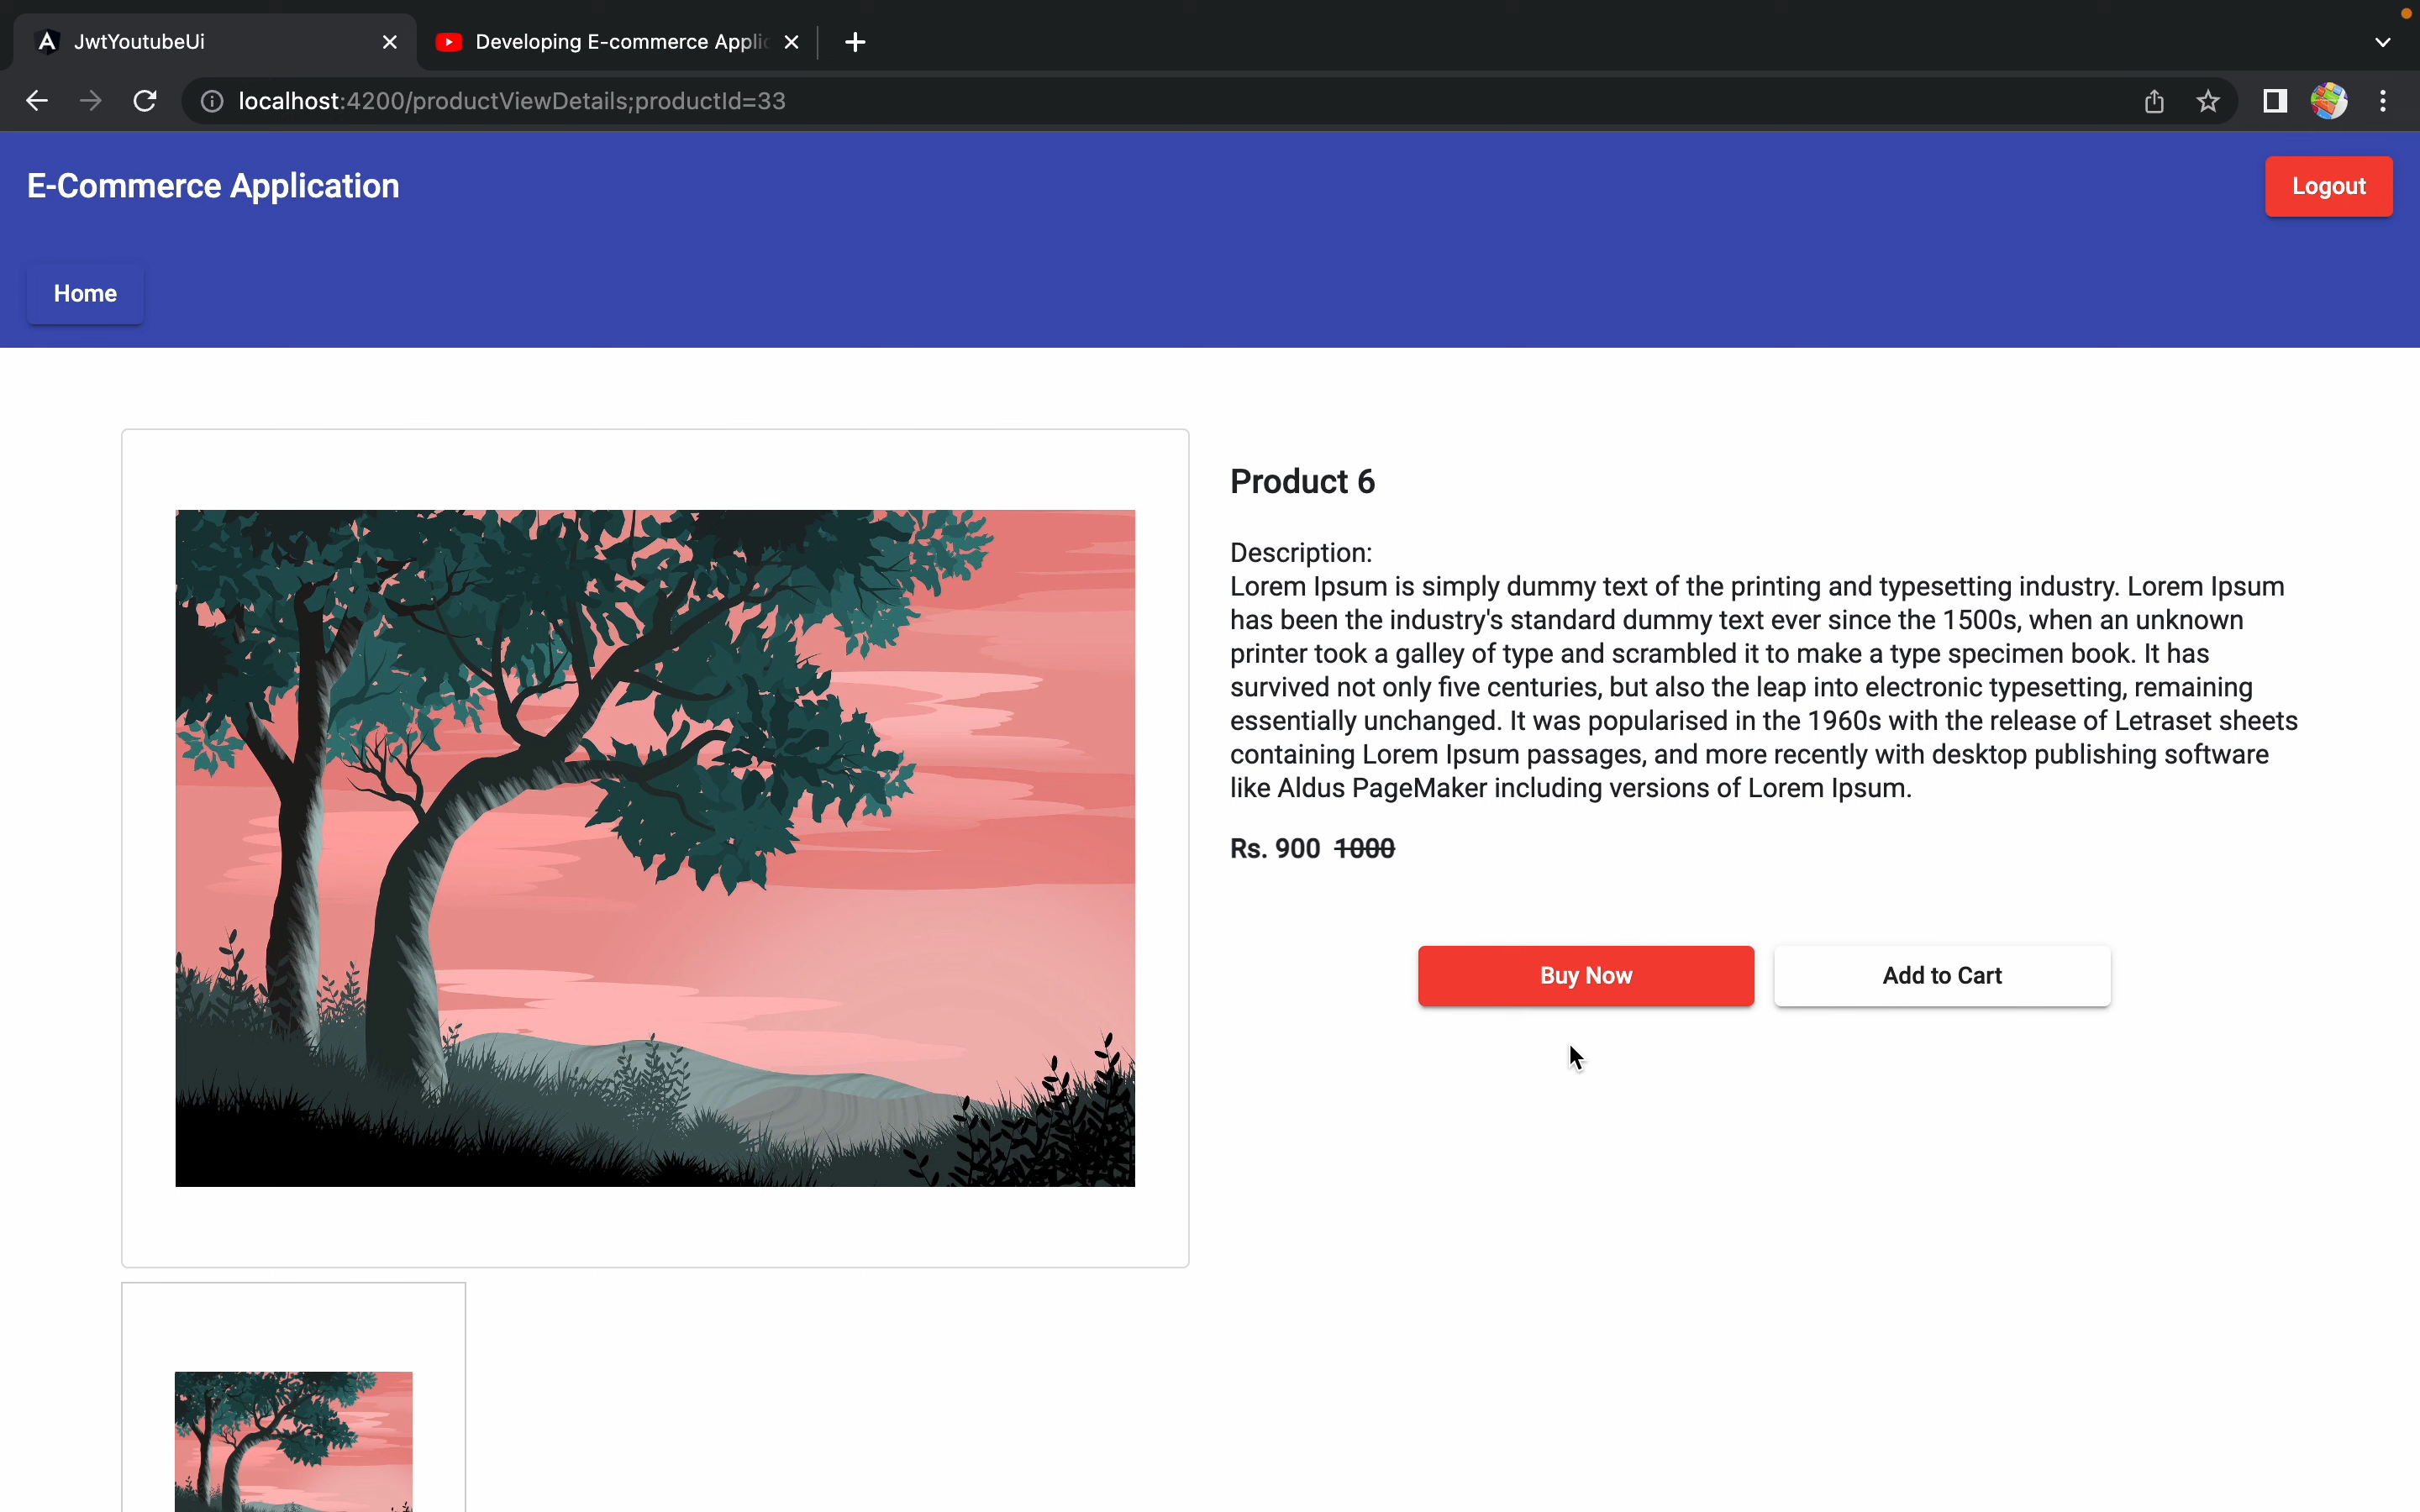 JwtYoutubeUi
Developing E-commerce Applic
localhost:4200/productViewDetails;productId=33
E-Commerce Application
Logout
Home
Product 6
Description:
Lorem Ipsum is simply dummy text of the printing and typesetting industry. Lorem Ipsum
has been the industry's standard dummy text ever since the 1500s, when an unknown
printer took a galley of type and scrambled it to make a type specimen book. It has
survived not only five centuries, but also the leap into electronic typesetting, remaining
essentially unchanged. It was popularised in the 1960s with the release of Letraset sheets
containing Lorem Ipsum passages, and more recently with desktop publishing software
like Aldus PageMaker including versions of Lorem Ipsum.
Rs. 900 1000
Buy Now
Add to Cart